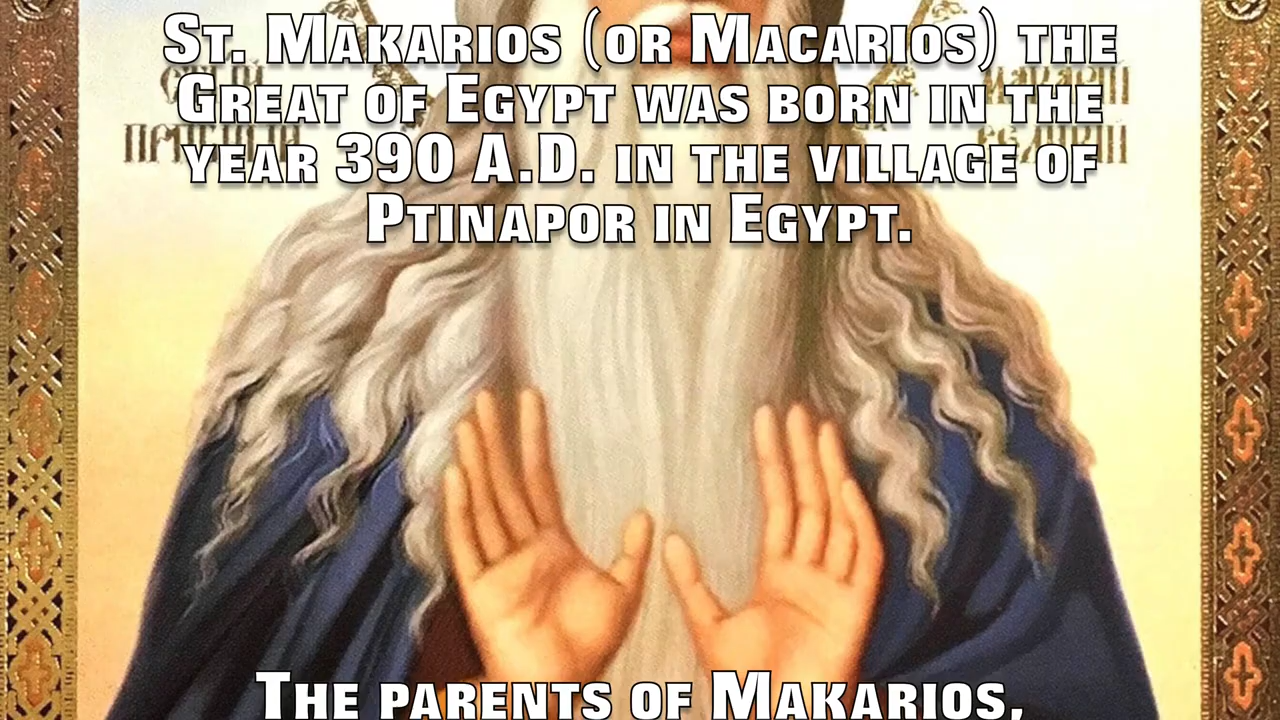 St. Makarios (or Macarios) the
Great of Egypt was born in the
year 390 A.D. in the village of
Ptinapor in Egypt.
The parents of Makarios,